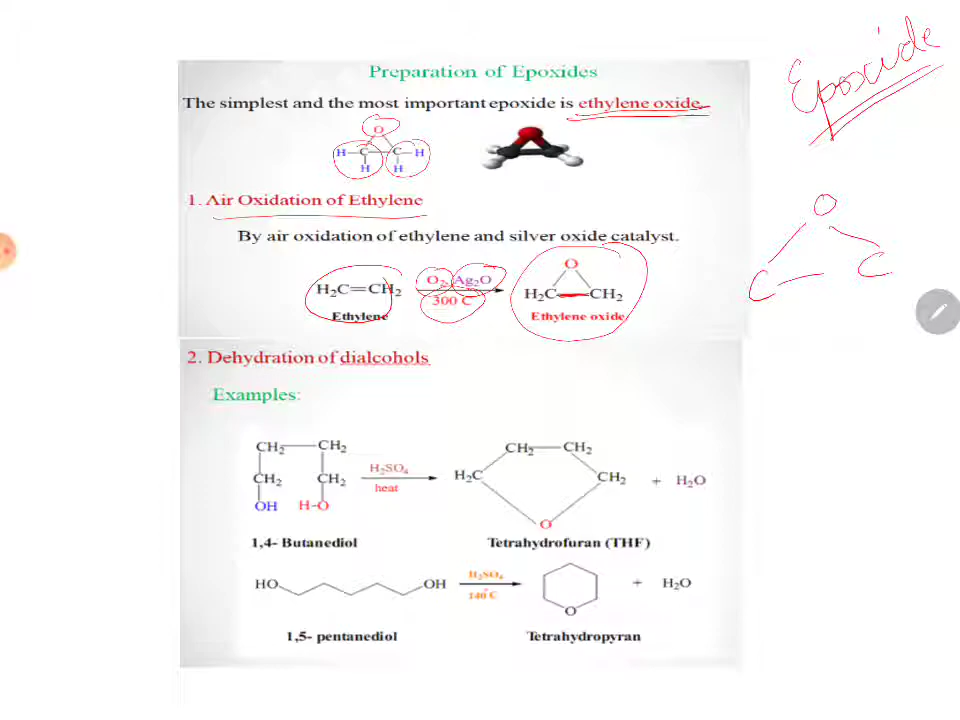 Epoxide
Preparation of Epoxides
The simplest and the most important epoxide is ethylene oxide.
O
H C C H
H H
O
C C
1. Air Oxidation of Ethylene
By air oxidation of ethylene and silver oxide catalyst.
H₂C=CH₂ O₂, Ag₂O 300 C O H₂C CH₂
Ethylene Ethylene oxide
2. Dehydration of dialcohols
Examples:
CH₂ CH₂ CH₂ CH₂
CH₂ CH₂ H₂SO₄ heat H₂C CH₂ + H₂O
OH H-O O
1,4- Butanediol Tetrahydrofuran (THF)
HO OH H₂SO₄ 140°C O + H₂O
1,5- pentanediol Tetrahydropyran